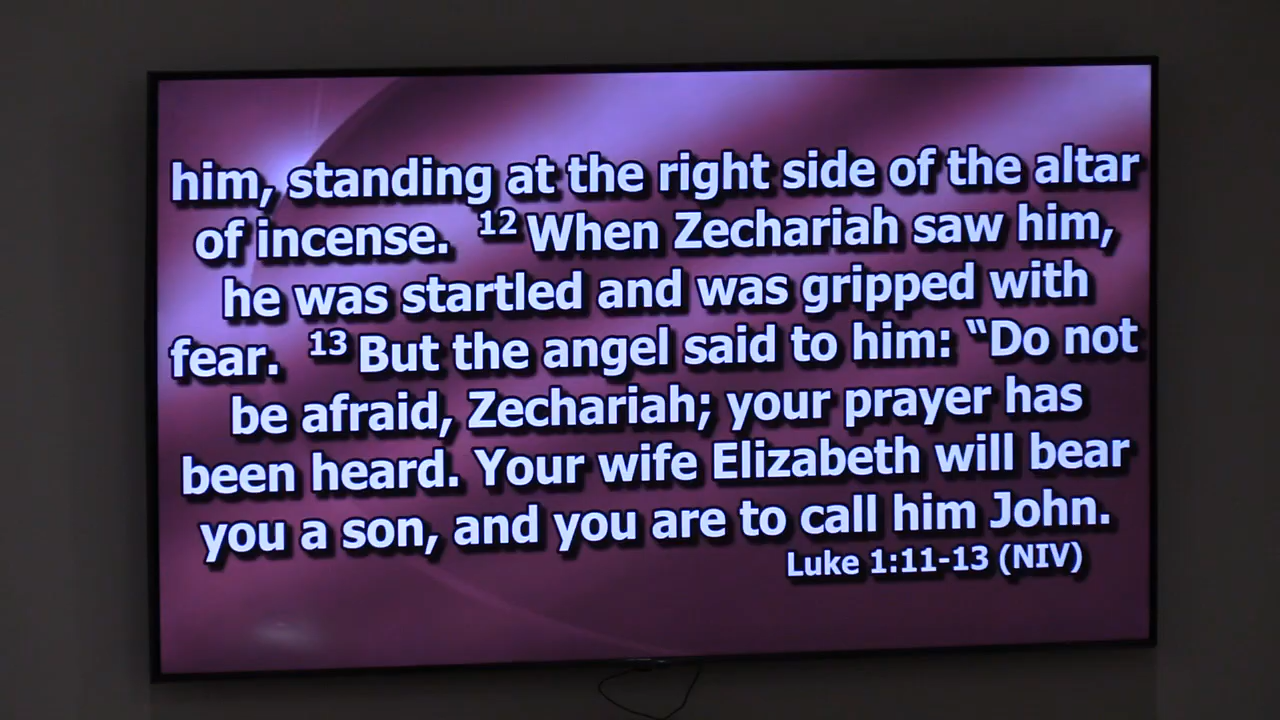 him, standing at the right side of the altar
of incense. 12 When Zechariah saw him,
he was startled and was gripped with
fear. 13 But the angel said to him: “Do not
be afraid, Zechariah; your prayer has
been heard. Your wife Elizabeth will bear
you a son, and you are to call him John.
Luke 1:11-13 (NIV)